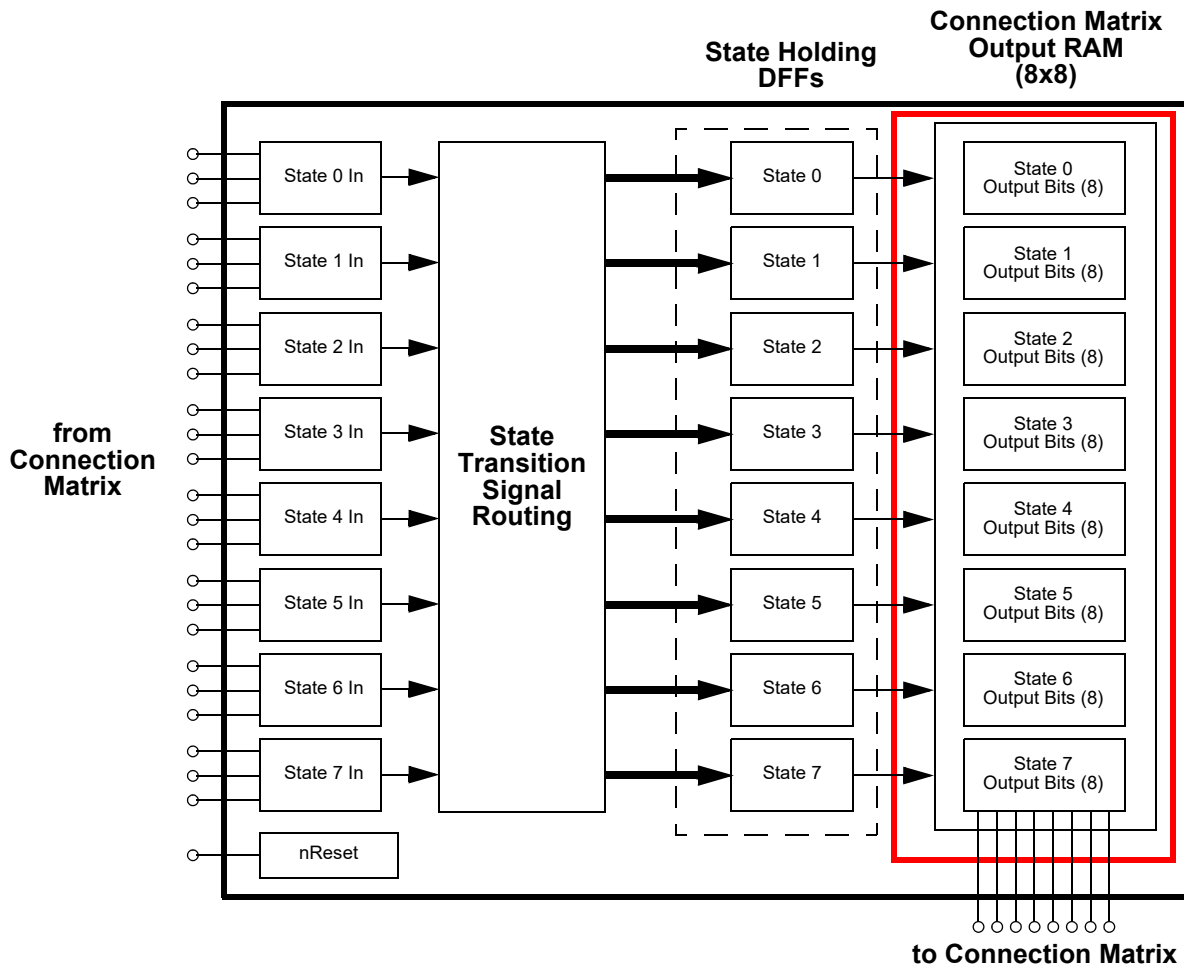 Connection Matrix
Output RAM
(8x8)
State Holding
DFFs
from
Connection
Matrix
State 0 In
State 1 In
State 2 In
State 3 In
State 4 In
State 5 In
State 6 In
State 7 In
nReset
State
Transition
Signal
Routing
State 0
State 1
State 2
State 3
State 4
State 5
State 6
State 7
State 0
Output Bits (8)
State 1
Output Bits (8)
State 2
Output Bits (8)
State 3
Output Bits (8)
State 4
Output Bits (8)
State 5
Output Bits (8)
State 6
Output Bits (8)
State 7
Output Bits (8)
to Connection Matrix